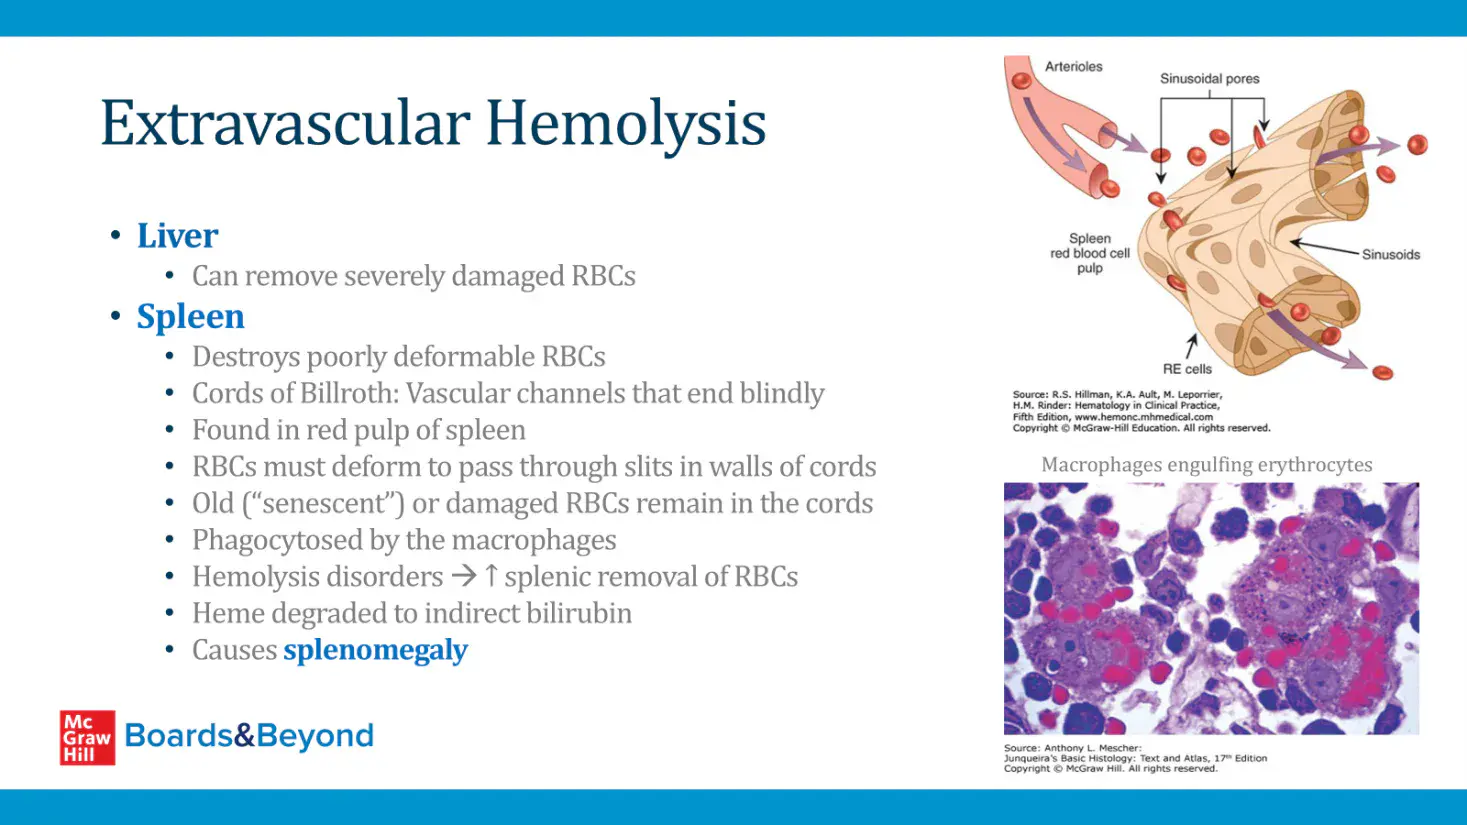 Extravascular Hemolysis
• Liver
• Can remove severely damaged RBCs
• Spleen
• Destroys poorly deformable RBCs
• Cords of Billroth: Vascular channels that end blindly
• Found in red pulp of spleen
• RBCs must deform to pass through slits in walls of cords
• Old (“senescent”) or damaged RBCs remain in the cords
• Phagocytosed by the macrophages
• Hemolysis disorders → ↑ splenic removal of RBCs
• Heme degraded to indirect bilirubin
• Causes splenomegaly
Mc
Graw
Hill
Boards&Beyond
Arterioles
Sinusoidal pores
Spleen
red blood cell
pulp
Sinusoids
RE cells
Source: R.S. Hillman, K.A. Ault, M. Leporrier,
H.M. Rinder: Hematology in Clinical Practice,
Fifth Edition, www.hemonc.mhmedical.com
Copyright © McGraw-Hill Education. All rights reserved.
Macrophages engulfing erythrocytes
Source: Anthony L. Mescher:
Junqueira's Basic Histology: Text and Atlas, 17th Edition
Copyright © McGraw Hill. All rights reserved.